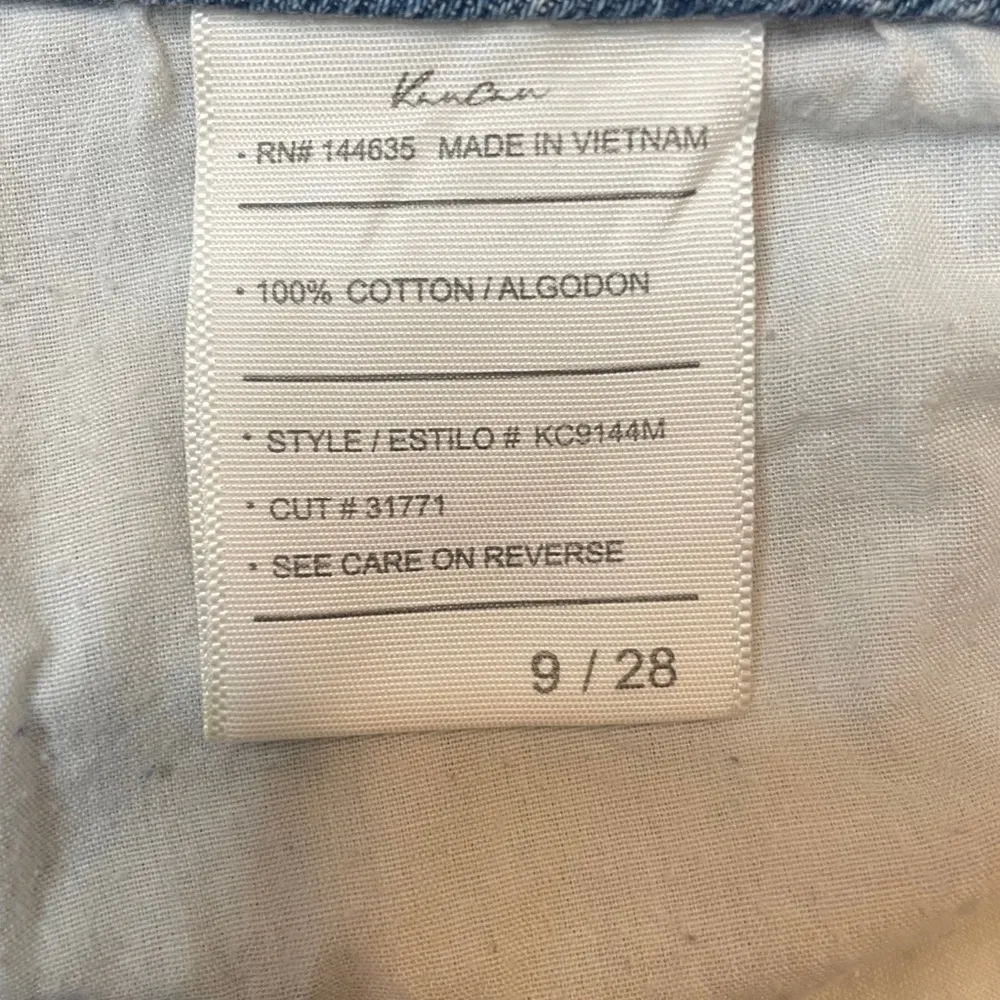 KanCan
· RN# 144635 MADE IN VIETNAM
· 100% COTTON / ALGODON
· STYLE / ESTILO # KC9144M
· CUT # 31771
· SEE CARE ON REVERSE
9 / 28